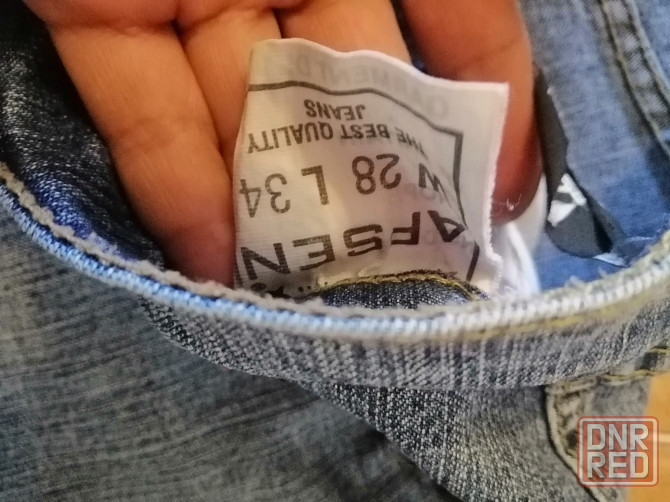 AFSEN
W 28 L 34
THE BEST QUALITY
JEANS
DNR
RED